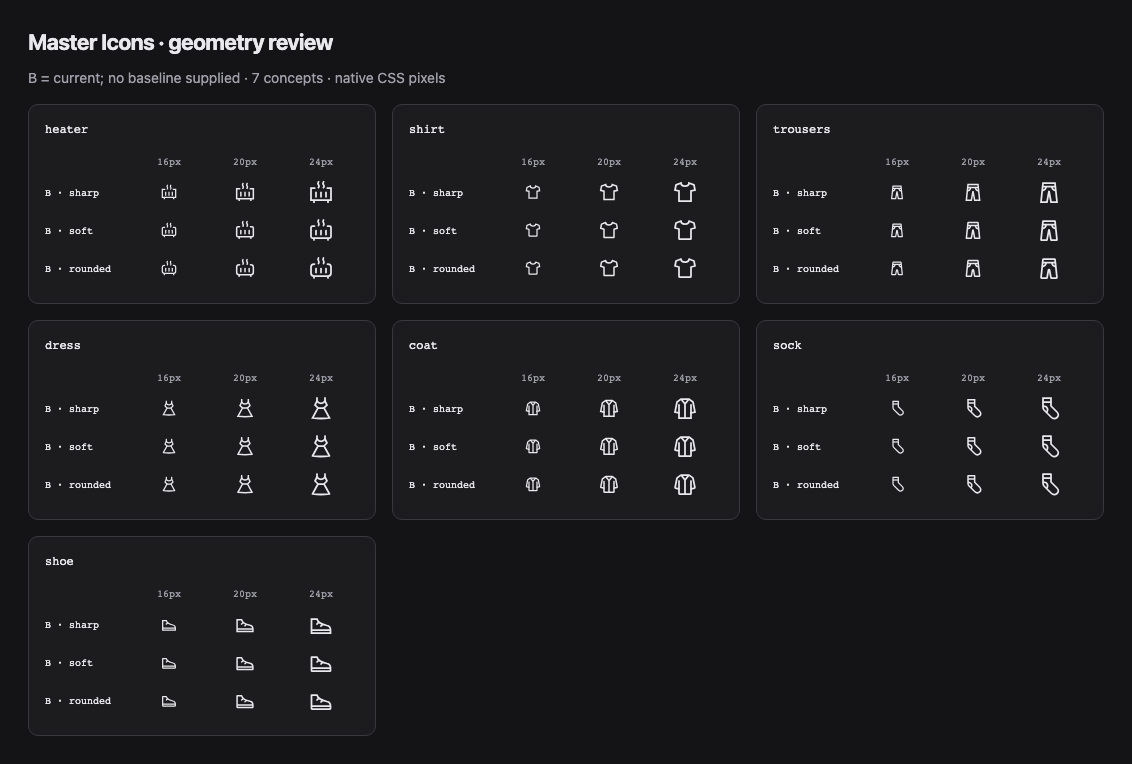 Master Icons · geometry review
B = current; no baseline supplied · 7 concepts · native CSS pixels
heater
16px 20px 24px
B · sharp
B · soft
B · rounded
shirt
16px 20px 24px
B · sharp
B · soft
B · rounded
trousers
16px 20px 24px
B · sharp
B · soft
B · rounded
dress
16px 20px 24px
B · sharp
B · soft
B · rounded
coat
16px 20px 24px
B · sharp
B · soft
B · rounded
sock
16px 20px 24px
B · sharp
B · soft
B · rounded
shoe
16px 20px 24px
B · sharp
B · soft
B · rounded